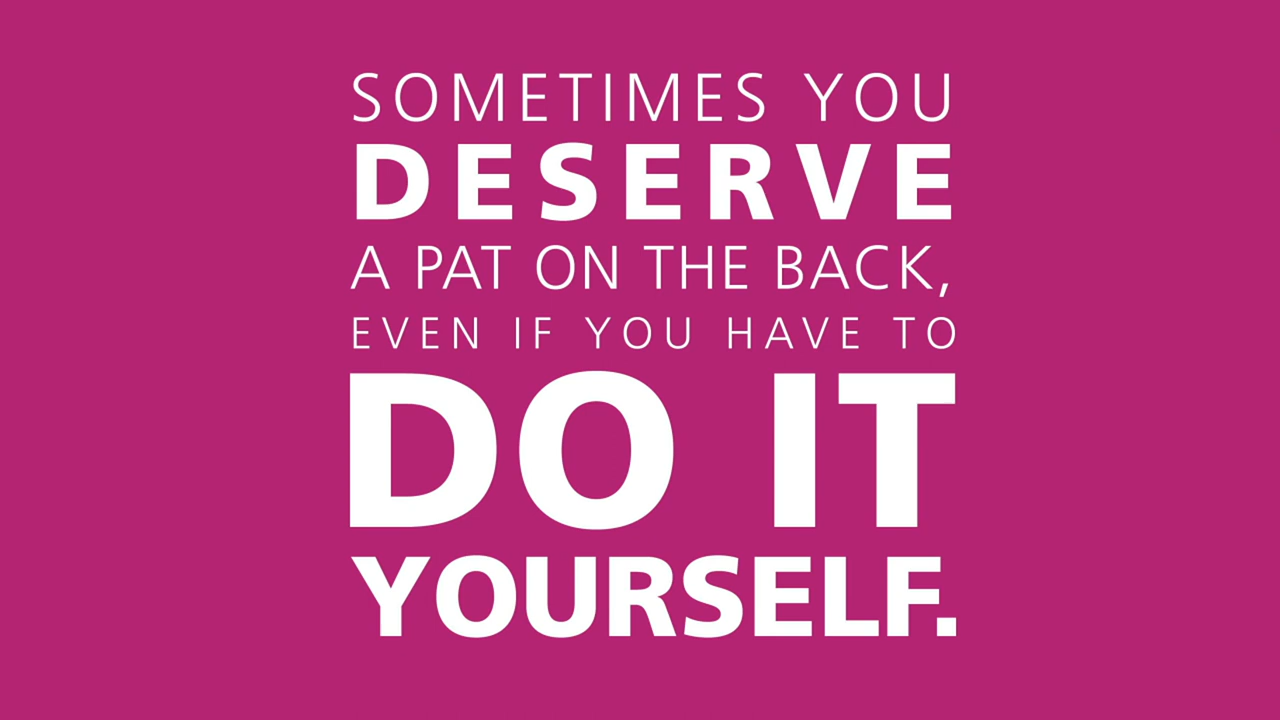 SOMETIMES YOU
DESERVE
A PAT ON THE BACK,
EVEN IF YOU HAVE TO
DO IT
YOURSELF.